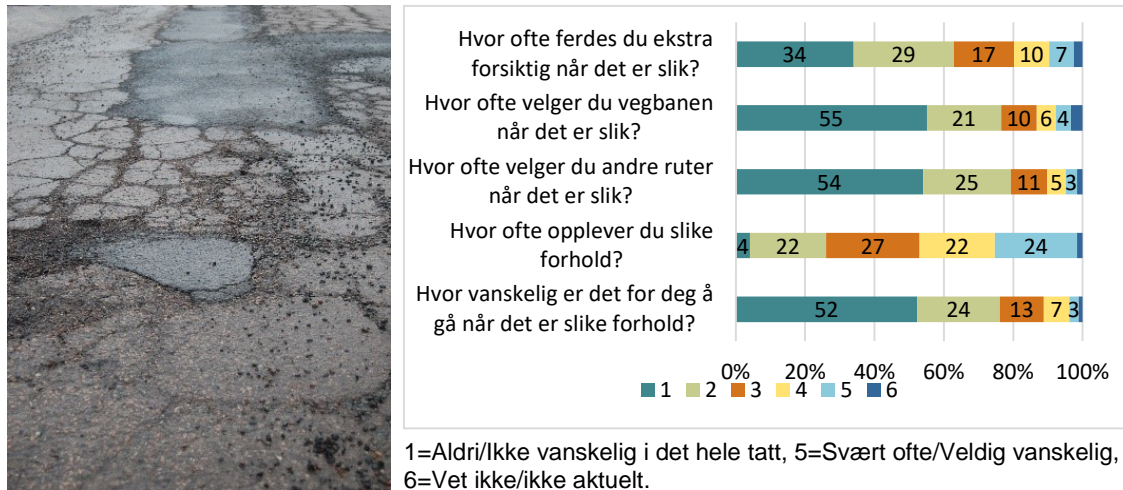 Hvor ofte ferdes du ekstra
forsiktig når det er slik?
34 29 17 10 7
Hvor ofte velger du vegbanen
når det er slik?
55 21 10 6 4
Hvor ofte velger du andre ruter
når det er slik?
54 25 11 5 3
Hvor ofte opplever du slike
forhold?
4 22 27 22 24
Hvor vanskelig er det for deg å
gå når det er slike forhold?
52 24 13 7 3
0% 20% 40% 60% 80% 100%
1 2 3 4 5 6
1=Aldri/Ikke vanskelig i det hele tatt, 5=Svært ofte/Veldig vanskelig,
6=Vet ikke/ikke aktuelt.